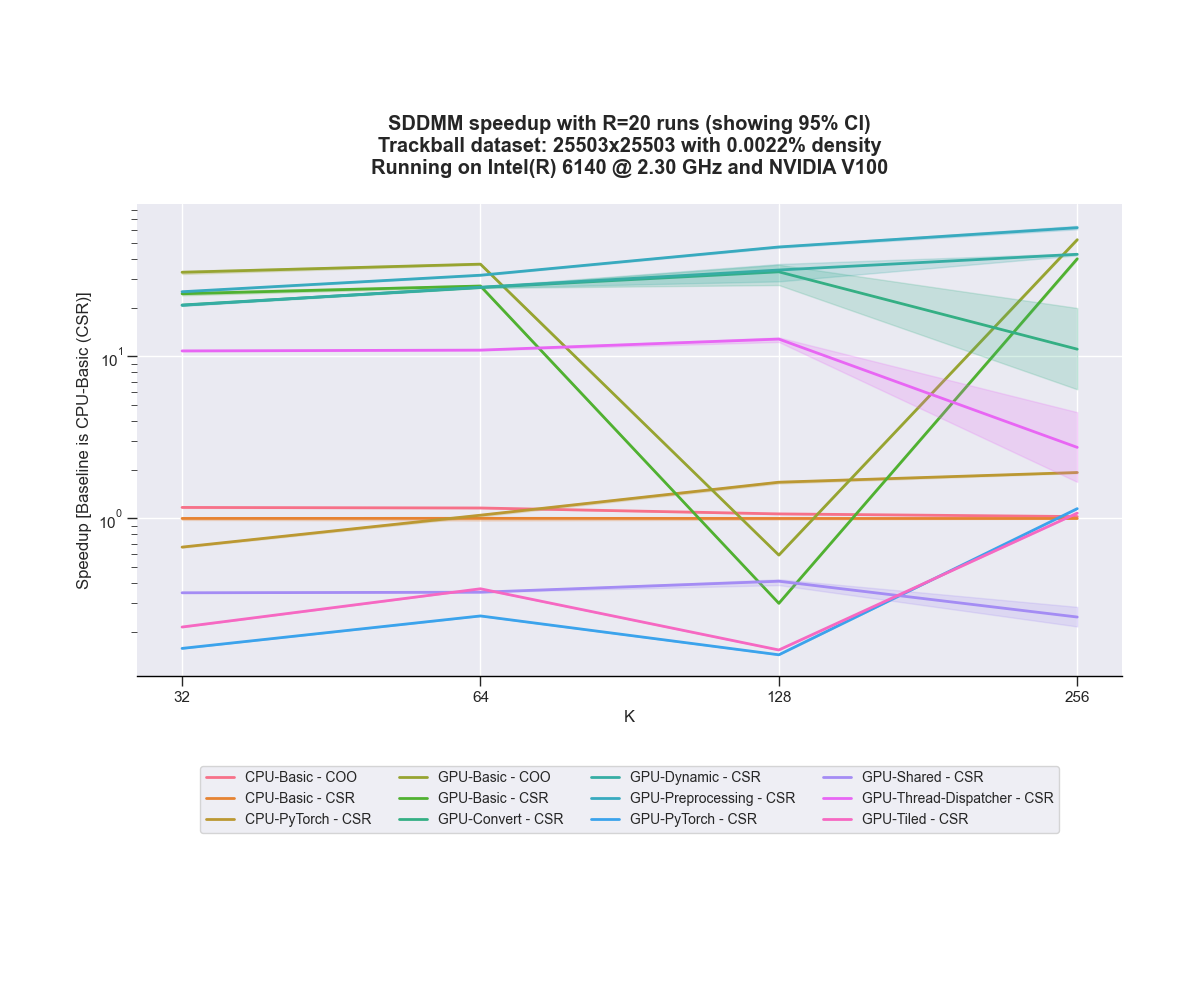 SDDMM speedup with R=20 runs (showing 95% CI)
Trackball dataset: 25503x25503 with 0.0022% density
Running on Intel(R) 6140 @ 2.30 GHz and NVIDIA V100
Speedup [Baseline is CPU-Basic (CSR)]
10^1
10^0
32 64 128 256
K
CPU-Basic - COO
CPU-Basic - CSR
CPU-PyTorch - CSR
GPU-Basic - COO
GPU-Basic - CSR
GPU-Convert - CSR
GPU-Dynamic - CSR
GPU-Preprocessing - CSR
GPU-PyTorch - CSR
GPU-Shared - CSR
GPU-Thread-Dispatcher - CSR
GPU-Tiled - CSR